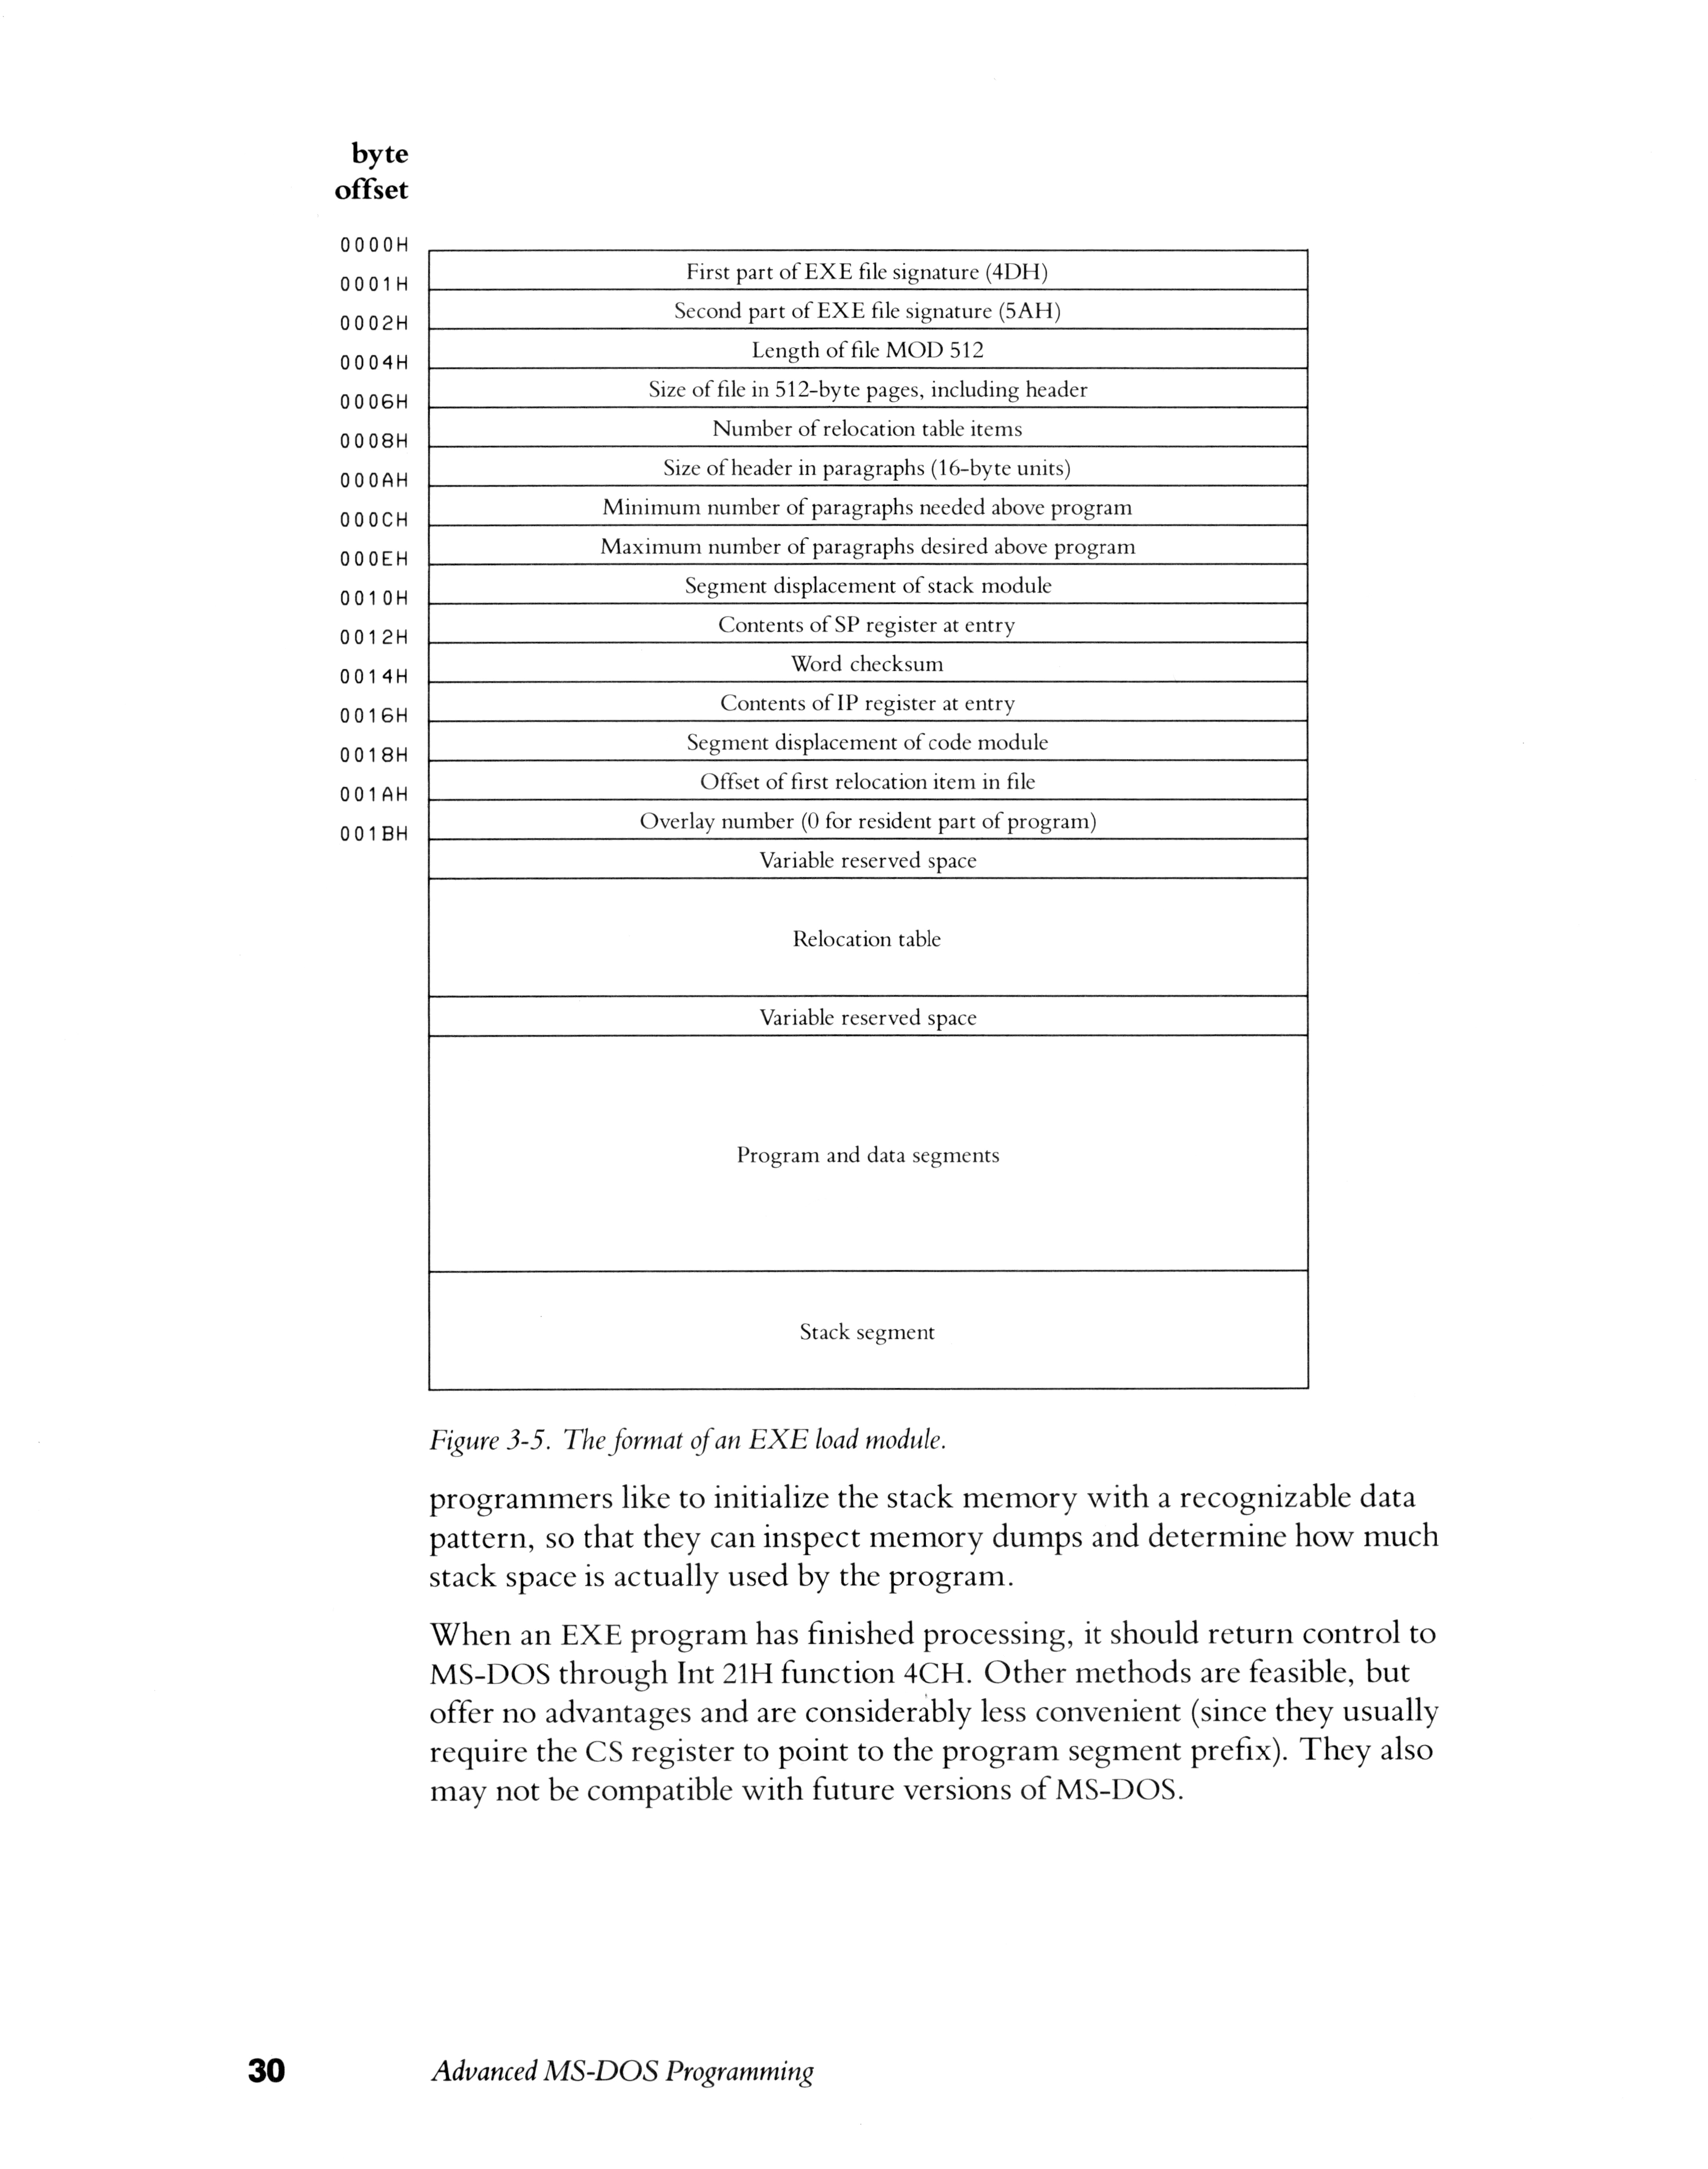 byte
offset
0000H
First part of EXE file signature (4DH)
0001H
Second part of EXE file signature (5AH)
0002H
Length of file MOD 512
0004H
Size of file in 512-byte pages, including header
0006H
Number of relocation table items
0008H
Size of header in paragraphs (16-byte units)
000AH
Minimum number of paragraphs needed above program
000CH
Maximum number of paragraphs desired above program
000EH
Segment displacement of stack module
0010H
Contents of SP register at entry
0012H
Word checksum
0014H
Contents of IP register at entry
0016H
Segment displacement of code module
0018H
Offset of first relocation item in file
001AH
Overlay number (0 for resident part of program)
001BH
Variable reserved space
Relocation table
Variable reserved space
Program and data segments
Stack segment
Figure 3-5. The format of an EXE load module.
programmers like to initialize the stack memory with a recognizable data
pattern, so that they can inspect memory dumps and determine how much
stack space is actually used by the program.
When an EXE program has finished processing, it should return control to
MS-DOS through Int 21H function 4CH. Other methods are feasible, but
offer no advantages and are considerably less convenient (since they usually
require the CS register to point to the program segment prefix). They also
may not be compatible with future versions of MS-DOS.
30 Advanced MS-DOS Programming